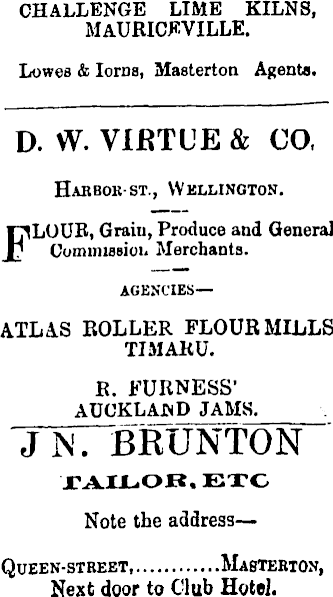 CHALLENGE LIME KILNS,
MAURICEVILLE.
Lowes & Iorns, Masterton Agents.
D. W. VIRTUE & CO,
HARBOR-ST., WELLINGTON.
FLOUR, Grain, Produce and General
Commission Merchants.
AGENCIES—
ATLAS ROLLER FLOUR MILLS
TIMARU.
R. FURNESS'
AUCKLAND JAMS.
J N. BRUNTON
TAILOR, ETC
Note the address—
QUEEN-STREET,............MASTERTON,
Next door to Club Hotel.